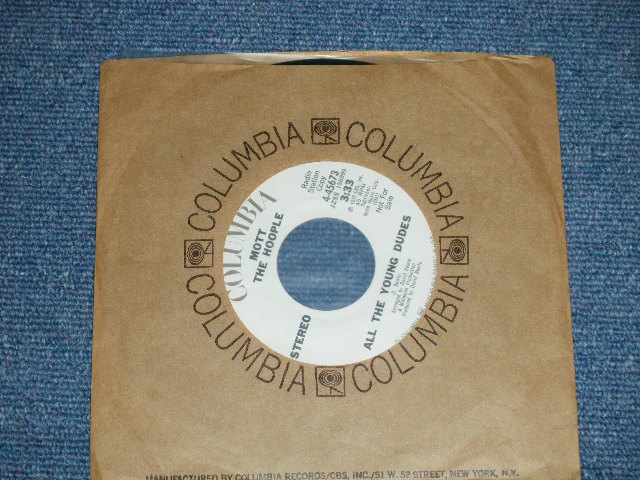 COLUMBIA COLUMBIA COLUMBIA COLUMBIA
COLUMBIA
MOTT
THE HOOPLE
Radio
Station
Copy
4-45673
3:33
Not For
Sale
STEREO
ALL THE YOUNG DUDES
MANUFACTURED BY COLUMBIA RECORDS/CBS, INC./51 W. 52 STREET, NEW YORK, N.Y.